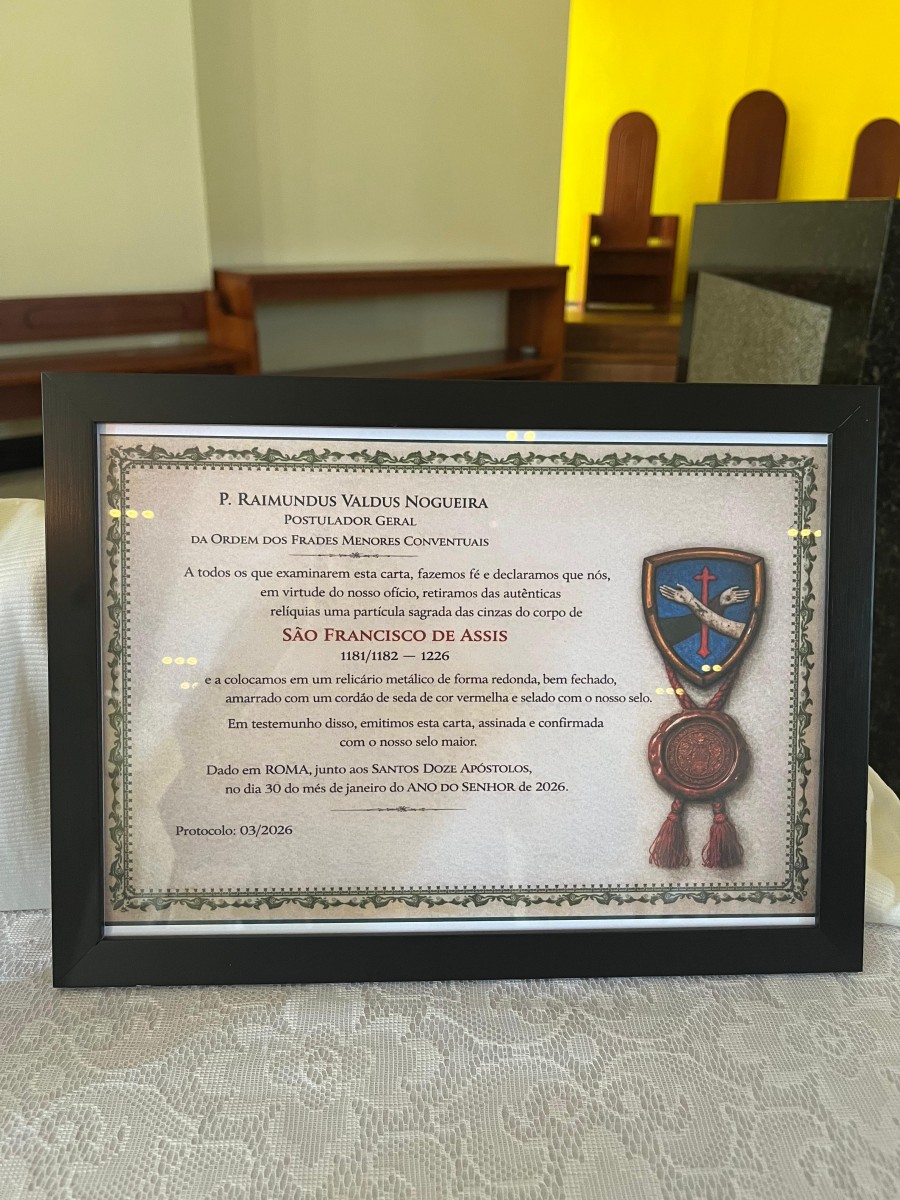 P. RAIMUNDUS VALDUS NOGUEIRA
POSTULADOR GERAL
DA ORDEM DOS FRADES MENORES CONVENTUAIS
A todos os que examinarem esta carta, fazemos fé e declaramos que nós,
em virtude do nosso ofício, retiramos das autênticas
relíquias uma partícula sagrada das cinzas do corpo de
SÃO FRANCISCO DE ASSIS
1181/1182 — 1226
e a colocamos em um relicário metálico de forma redonda, bem fechado,
amarrado com um cordão de seda de cor vermelha e selado com o nosso selo.
Em testemunho disso, emitimos esta carta, assinada e confirmada
com o nosso selo maior.
Dado em ROMA, junto aos SANTOS DOZE APÓSTOLOS,
no dia 30 do més de janeiro do ANO DO SENHOR de 2026.
Protocolo: 03/2026